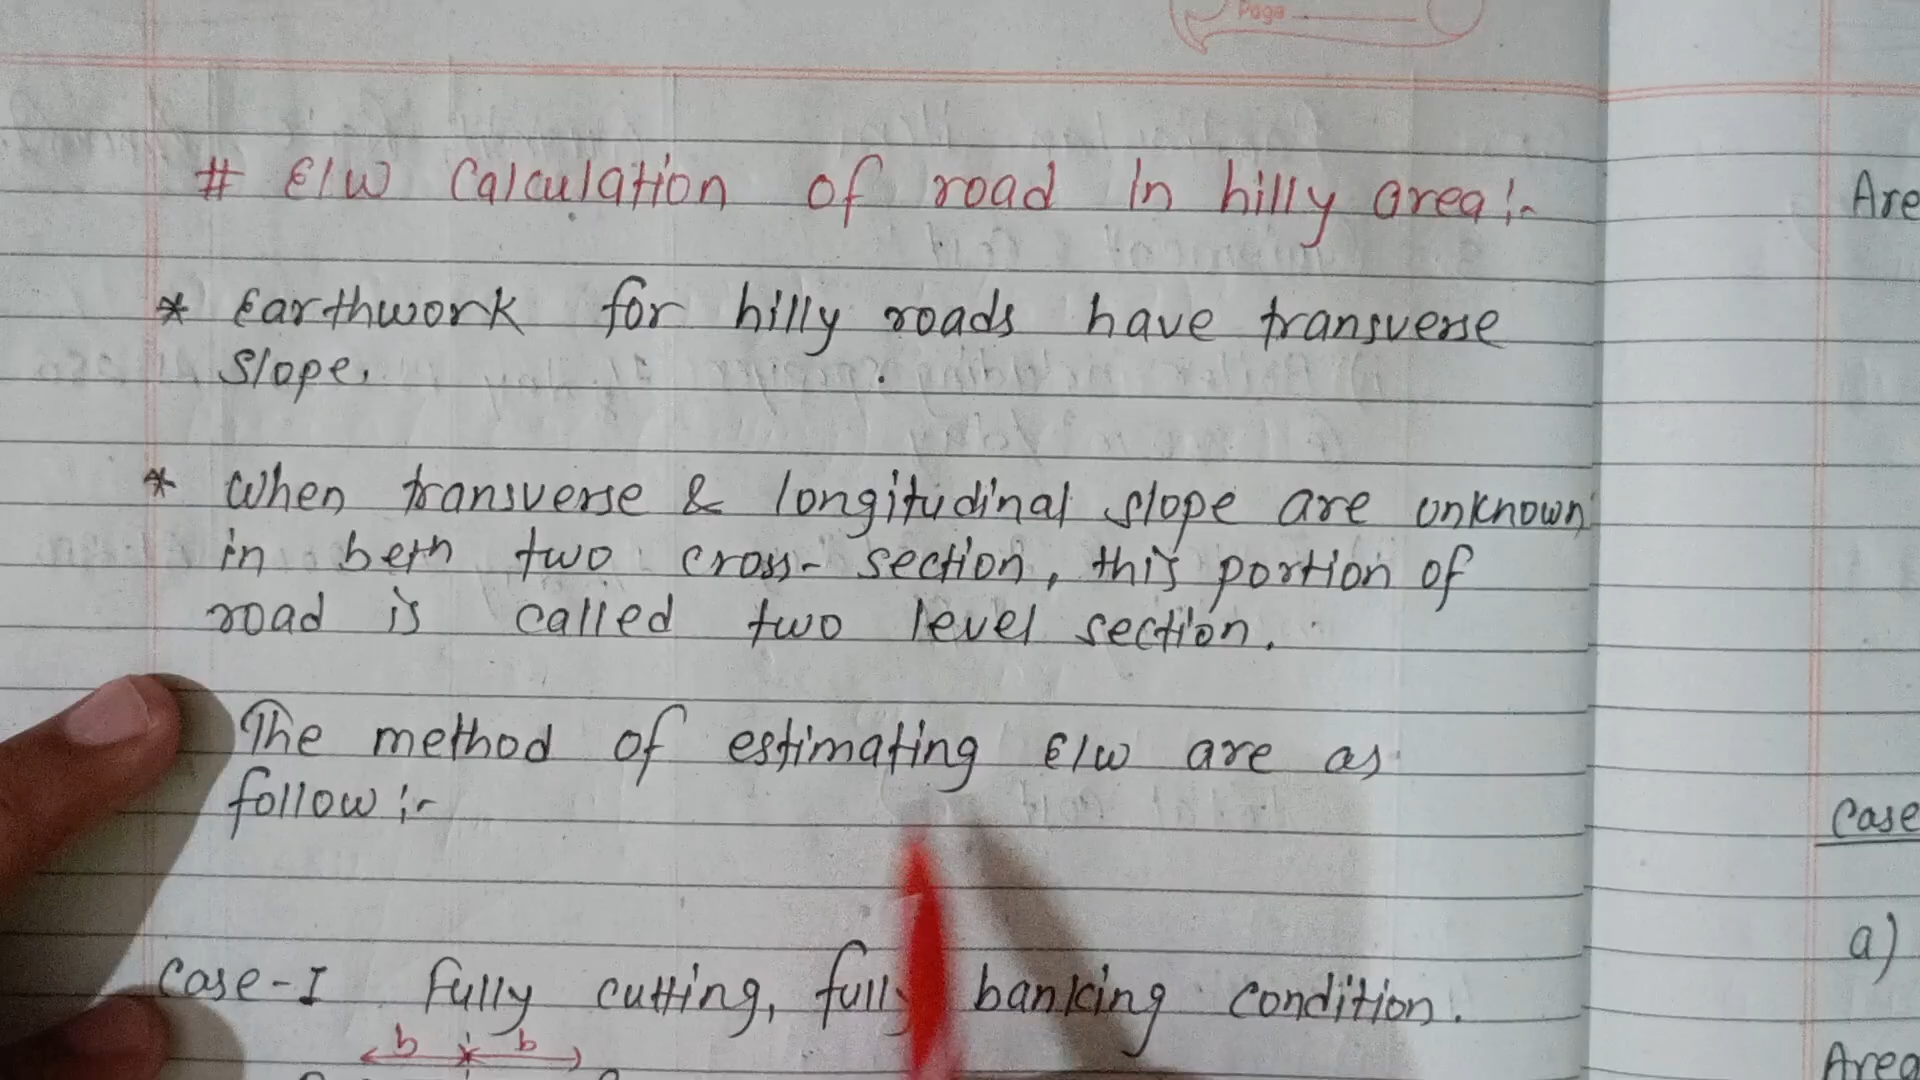 Page
# E/W Calculation of road in hilly area :-
* Earthwork for hilly roads have transverse
slope.
* When transverse & longitudinal slope are unknown
in beth two cross-section, this portion of
road is called two level section.
The method of estimating E/W are as
follow :-
Case-I Fully cutting, fully banking condition.
b b
Are
Case
a)
Area